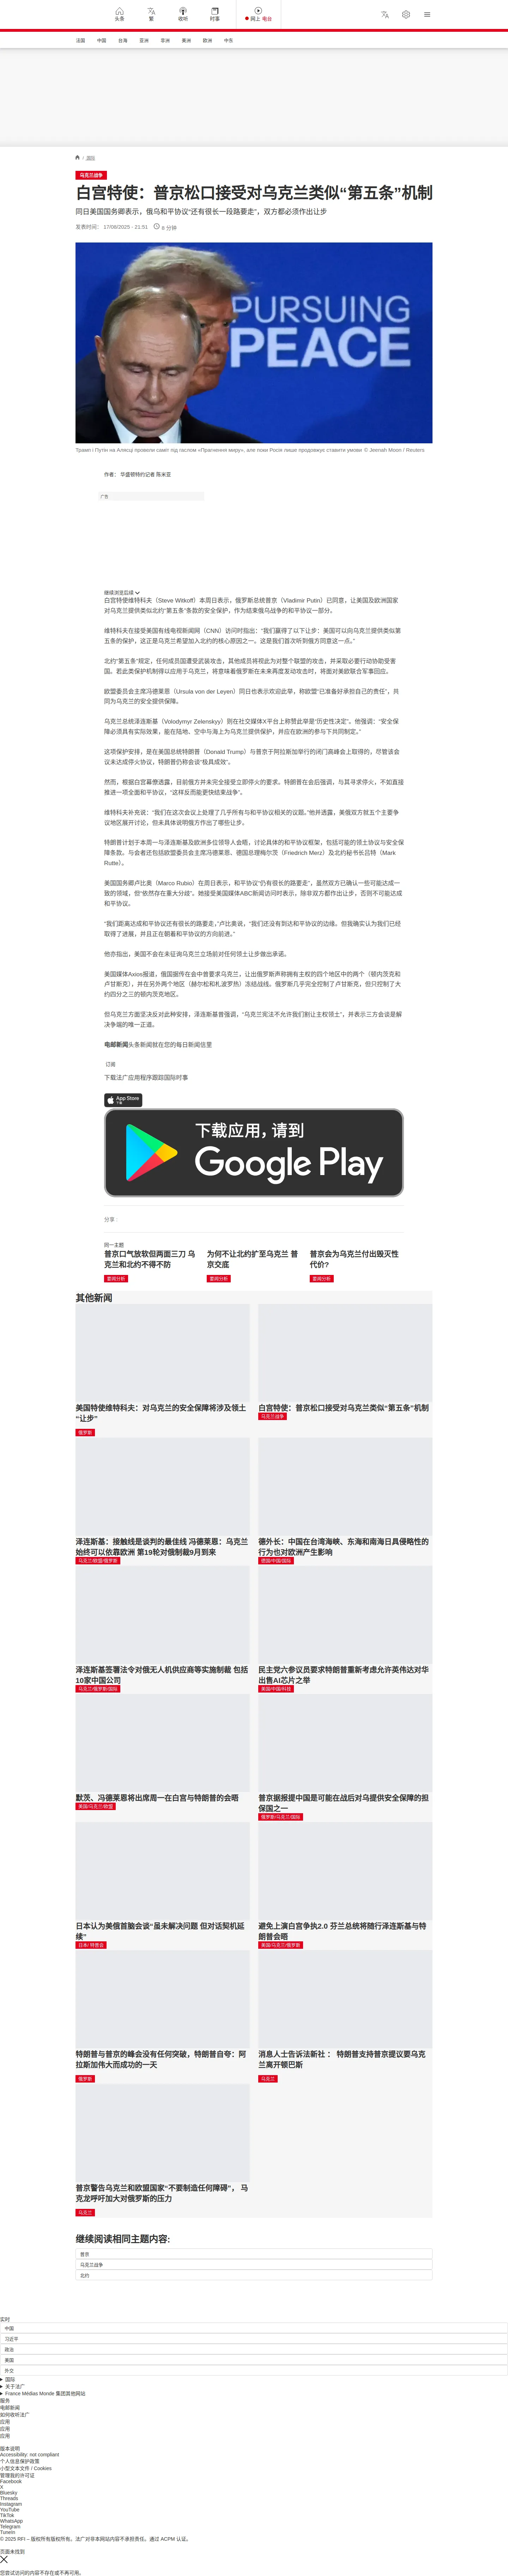 头条
繁
收听
时事
网上 电台
法国
中国
台海
亚洲
非洲
美洲
欧洲
中东
/ 国际
乌克兰战争
白宫特使：普京松口接受对乌克兰类似“第五条”机制
同日美国国务卿表示，俄乌和平协议“还有很长一段路要走”，双方都必须作出让步
发表时间： 17/08/2025 - 21:51
8 分钟
PURSUING
PEACE
Трамп і Путін на Алясці провели саміт під гаслом «Прагнення миру», але поки Росія лише продовжує ставити умови © Jeenah Moon / Reuters
作者： 华盛顿特约记者 陈米亚
广告
继续浏览后续
白宫特使维特科夫（Steve Witkoff）本周日表示，俄罗斯总统普京（Vladimir Putin）已同意，让美国及欧洲国家
对乌克兰提供类似北约“第五条”条款的安全保护，作为结束俄乌战争的和平协议一部分。
维特科夫在接受美国有线电视新闻网（CNN）访问时指出：“我们赢得了以下让步：美国可以向乌克兰提供类似第
五条的保护，这正是乌克兰希望加入北约的核心原因之一。这是我们首次听到俄方同意这一点。”
北约“第五条”规定，任何成员国遭受武装攻击，其他成员将视此为对整个联盟的攻击，并采取必要行动协助受害
国。若此类保护机制得以应用于乌克兰，将意味着俄罗斯在未来再度发动攻击时，将面对美欧联合军事回应。
欧盟委员会主席冯德莱恩（Ursula von der Leyen）同日也表示欢迎此举，称欧盟“已准备好承担自己的责任”，共
同为乌克兰的安全提供保障。
乌克兰总统泽连斯基（Volodymyr Zelenskyy）则在社交媒体X平台上称赞此举是“历史性决定”。他强调：“安全保
障必须具有实际效果，能在陆地、空中与海上为乌克兰提供保护，并应在欧洲的参与下共同制定。”
这项保护安排，是在美国总统特朗普（Donald Trump）与普京于阿拉斯加举行的闭门高峰会上取得的，尽管该会
议未达成停火协议，特朗普仍称会谈“极具成效”。
然而，根据白宫幕僚透露，目前俄方并未完全接受立即停火的要求。特朗普在会后强调，与其寻求停火，不如直接
推进一项全面和平协议，“这样反而能更快结束战争”。
维特科夫补充说：“我们在这次会议上处理了几乎所有与和平协议相关的议题。”他并透露，美俄双方就五个主要争
议地区展开讨论，但未具体说明俄方作出了哪些让步。
特朗普计划于本周一与泽连斯基及欧洲多位领导人会晤，讨论具体的和平协议框架，包括可能的领土协议与安全保
障条款。与会者还包括欧盟委员会主席冯德莱恩、德国总理梅尔茨（Friedrich Merz）及北约秘书长吕特（Mark
Rutte）。
美国国务卿卢比奥（Marco Rubio）在周日表示，和平协议“仍有很长的路要走”，虽然双方已确认一些可能达成一
致的领域，但“依然存在重大分歧”。她接受美国媒体ABC新闻访问时表示，除非双方都作出让步，否则不可能达成
和平协议。
“我们距离达成和平协议还有很长的路要走，”卢比奥说，“我们还没有到达和平协议的边缘。但我确实认为我们已经
取得了进展，并且正在朝着和平协议的方向前进。”
他亦指出，美国不会在未征询乌克兰立场前对任何领土让步做出承诺。
美国媒体Axios报道，俄国据传在会中曾要求乌克兰，让出俄罗斯声称拥有主权的四个地区中的两个（顿内茨克和
卢甘斯克），并在另外两个地区（赫尔松和札波罗热）冻结战线。俄罗斯几乎完全控制了卢甘斯克，但只控制了大
约四分之三的顿内茨克地区。
但乌克兰方面坚决反对此种安排，泽连斯基曾强调，“乌克兰宪法不允许我们割让主权领土”，并表示三方会谈是解
决争端的唯一正道。
电邮新闻头条新闻就在您的每日新闻信里
订阅
下载法广应用程序跟踪国际时事
App Store
下载
下载应用，请到
Google Play
分享 :
同一主题
普京口气放软但两面三刀 乌
克兰和北约不得不防
要闻分析
为何不让北约扩至乌克兰 普
京交底
要闻分析
普京会为乌克兰付出毁灭性
代价?
要闻分析
其他新闻
美国特使维特科夫：对乌克兰的安全保障将涉及领土
“让步”
俄罗斯
白宫特使：普京松口接受对乌克兰类似“第五条”机制
乌克兰战争
泽连斯基：接触线是谈判的最佳线 冯德莱恩：乌克兰
始终可以依靠欧洲 第19轮对俄制裁9月到来
乌克兰/欧盟/俄罗斯
德外长：中国在台湾海峡、东海和南海日具侵略性的
行为也对欧洲产生影响
德国/中国/国际
泽连斯基签署法令对俄无人机供应商等实施制裁 包括
10家中国公司
乌克兰/俄罗斯/国际
民主党六参议员要求特朗普重新考虑允许英伟达对华
出售AI芯片之举
美国/中国/科技
默茨、冯德莱恩将出席周一在白宫与特朗普的会晤
美国/乌克兰/欧盟
普京据报提中国是可能在战后对乌提供安全保障的担
保国之一
俄罗斯/乌克兰/国际
日本认为美俄首脑会谈“虽未解决问题 但对话契机延
续”
日本/ 特普会
避免上演白宫争执2.0 芬兰总统将随行泽连斯基与特
朗普会晤
美国/乌克兰/俄罗斯
特朗普与普京的峰会没有任何突破，特朗普自夸：阿
拉斯加伟大而成功的一天
俄罗斯
消息人士告诉法新社： 特朗普支持普京提议要乌克
兰离开顿巴斯
乌克兰
普京警告乌克兰和欧盟国家“不要制造任何障碍”， 马
克龙呼吁加大对俄罗斯的压力
乌克兰
继续阅读相同主题内容:
普京
乌克兰战争
北约
实时
中国
习近平
政治
美国
外交
国际
关于法广
France Médias Monde 集团其他网站
服务
电邮新闻
如何收听法广
应用
应用
应用
版本说明
Accessibility: not compliant
个人信息保护政策
小型文本文件 / Cookies
管理我的许可证
Facebook
X
Bluesky
Threads
Instagram
YouTube
TikTok
WhatsApp
Telegram
TuneIn
© 2025 RFI – 版权所有版权所有。法广对非本网站内容不承担责任。通过 ACPM 认证。
页面未找到
您尝试访问的内容不存在或不再可用。